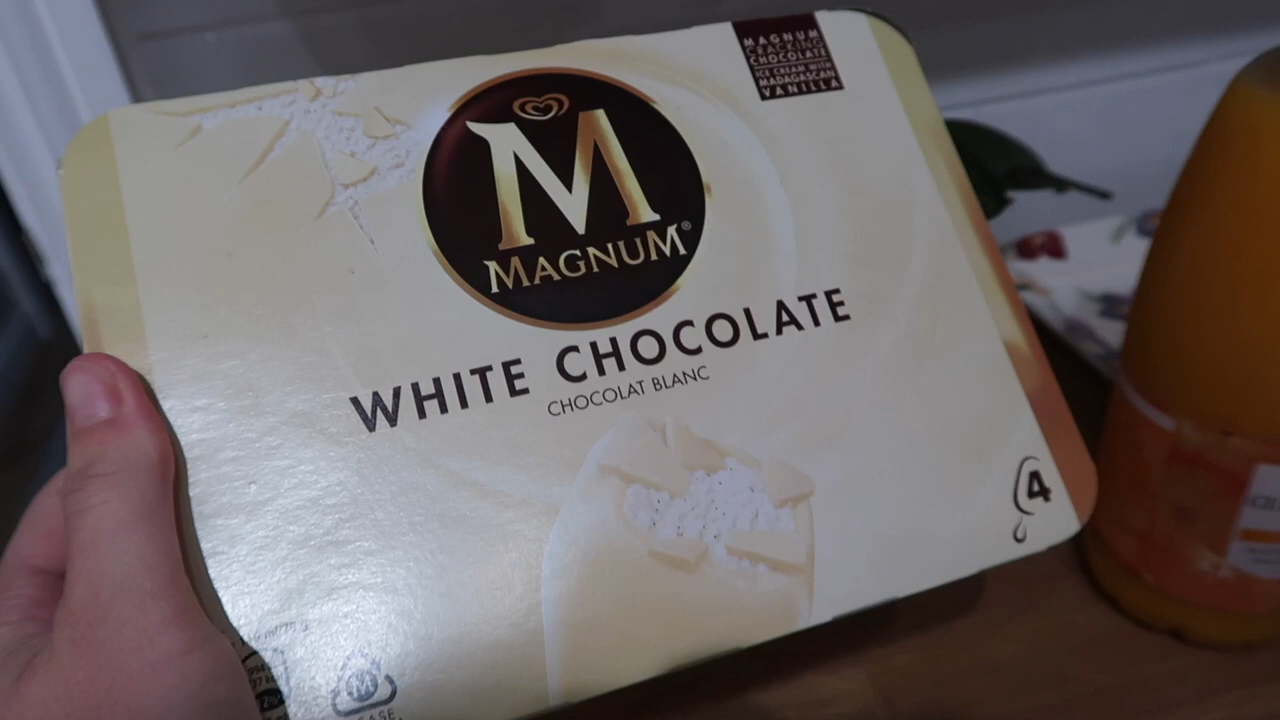 MAGNUM
CRACKING
CHOCOLATE
ICE CREAM WITH
MADAGASCAN
VANILLA
M
MAGNUM®
WHITE CHOCOLATE
CHOCOLAT BLANC
4
M